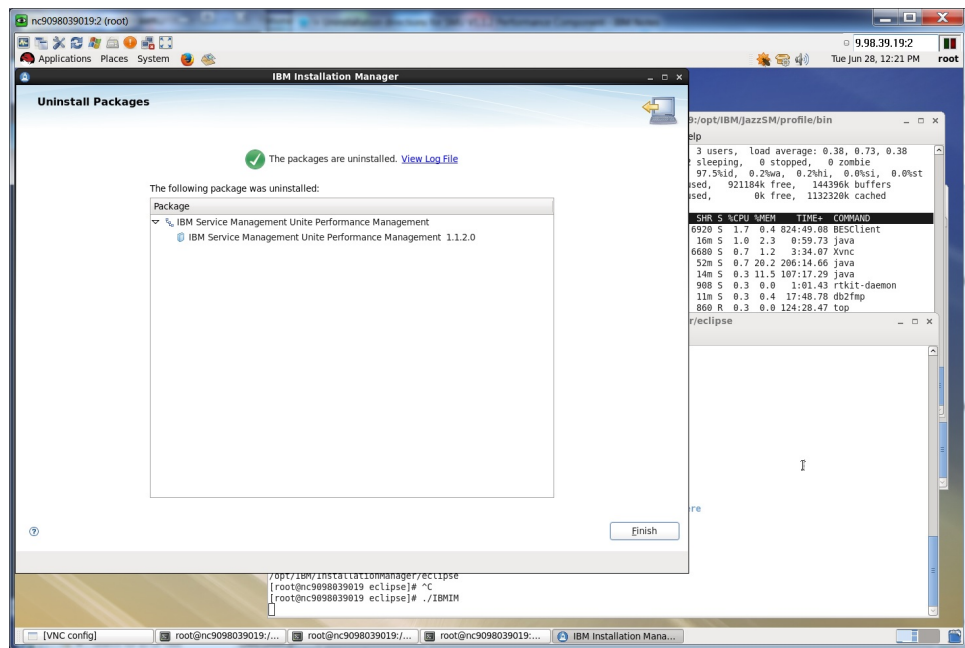 nc9098039019:2 (root)
9.98.39.19:2
Applications Places System
Tue Jun 28, 12:21 PM root
IBM Installation Manager
Uninstall Packages
The packages are uninstalled. View Log File
The following package was uninstalled:
Package
IBM Service Management Unite Performance Management
IBM Service Management Unite Performance Management 1.1.2.0
Finish
9:/opt/IBM/JazzSM/profile/bin
elp
3 users, load average: 0.38, 0.73, 0.38
sleeping, 0 stopped, 0 zombie
97.5%id, 0.2%wa, 0.2%hi, 0.0%si, 0.0%st
used, 921184k free, 144396k buffers
used, 0k free, 1132320k cached
SHR S %CPU %MEM TIME+ COMMAND
6920 S 1.7 0.4 824:49.08 BESClient
16m S 1.0 2.3 0:59.73 java
6680 S 0.7 1.2 3:34.07 Xvnc
52m S 0.7 20.2 206:14.66 java
14m S 0.3 11.5 107:17.29 java
908 S 0.3 0.0 1:01.43 rtkit-daemon
11m S 0.3 0.4 17:48.78 db2fmp
860 R 0.3 0.0 124:28.47 top
r/eclipse
ere
/opt/IBM/InstallationManager/eclipse
[root@nc9098039019 eclipse]# ^C
[root@nc9098039019 eclipse]# ./IBMIM
[VNC config]
root@nc9098039019:/...
root@nc9098039019:/...
root@nc9098039019:...
IBM Installation Mana...